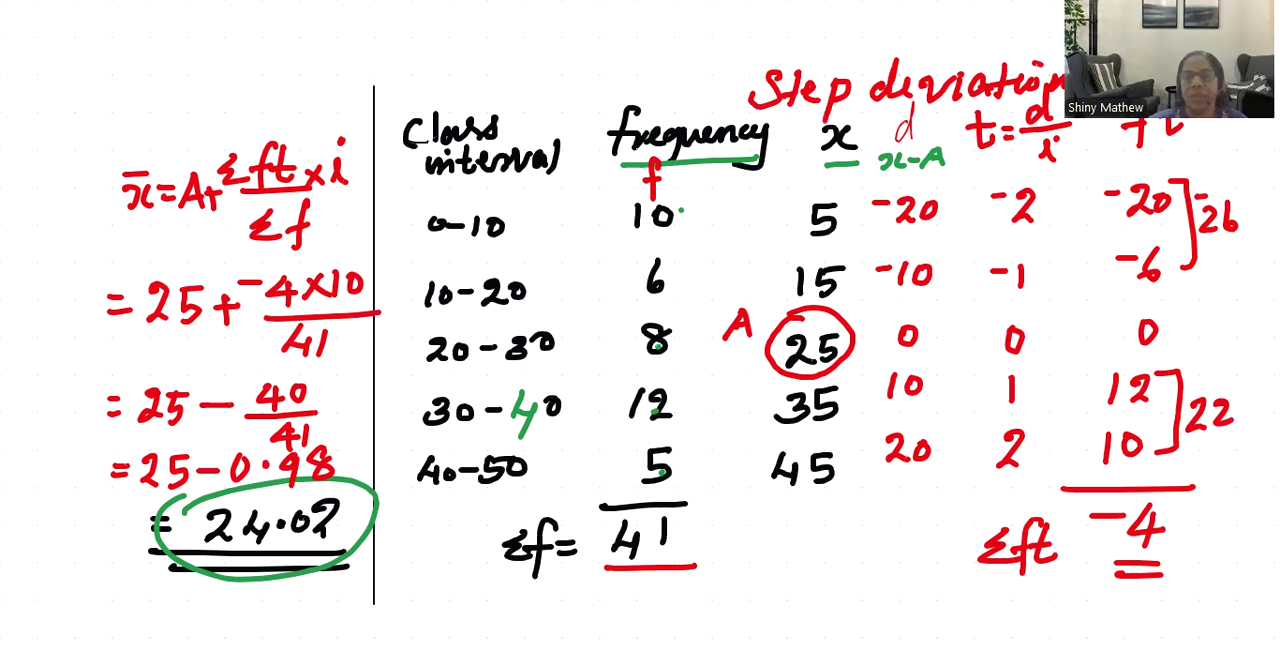 Step deviation
Shiny Mathew
Class interval frequency x d t = d/i
f x-A
0-10 10 5 -20 -2 -20
10-20 6 15 -10 -1 -6
-26
20-30 8 A 25 0 0 0
30-40 12 35 10 1 12
40-50 5 45 20 2 10
22
Σf = 41 Σft -4
x̄ = A + Σft/Σf × i
= 25 + -4×10/41
= 25 - 40/41
= 25 - 0.98
= 24.02